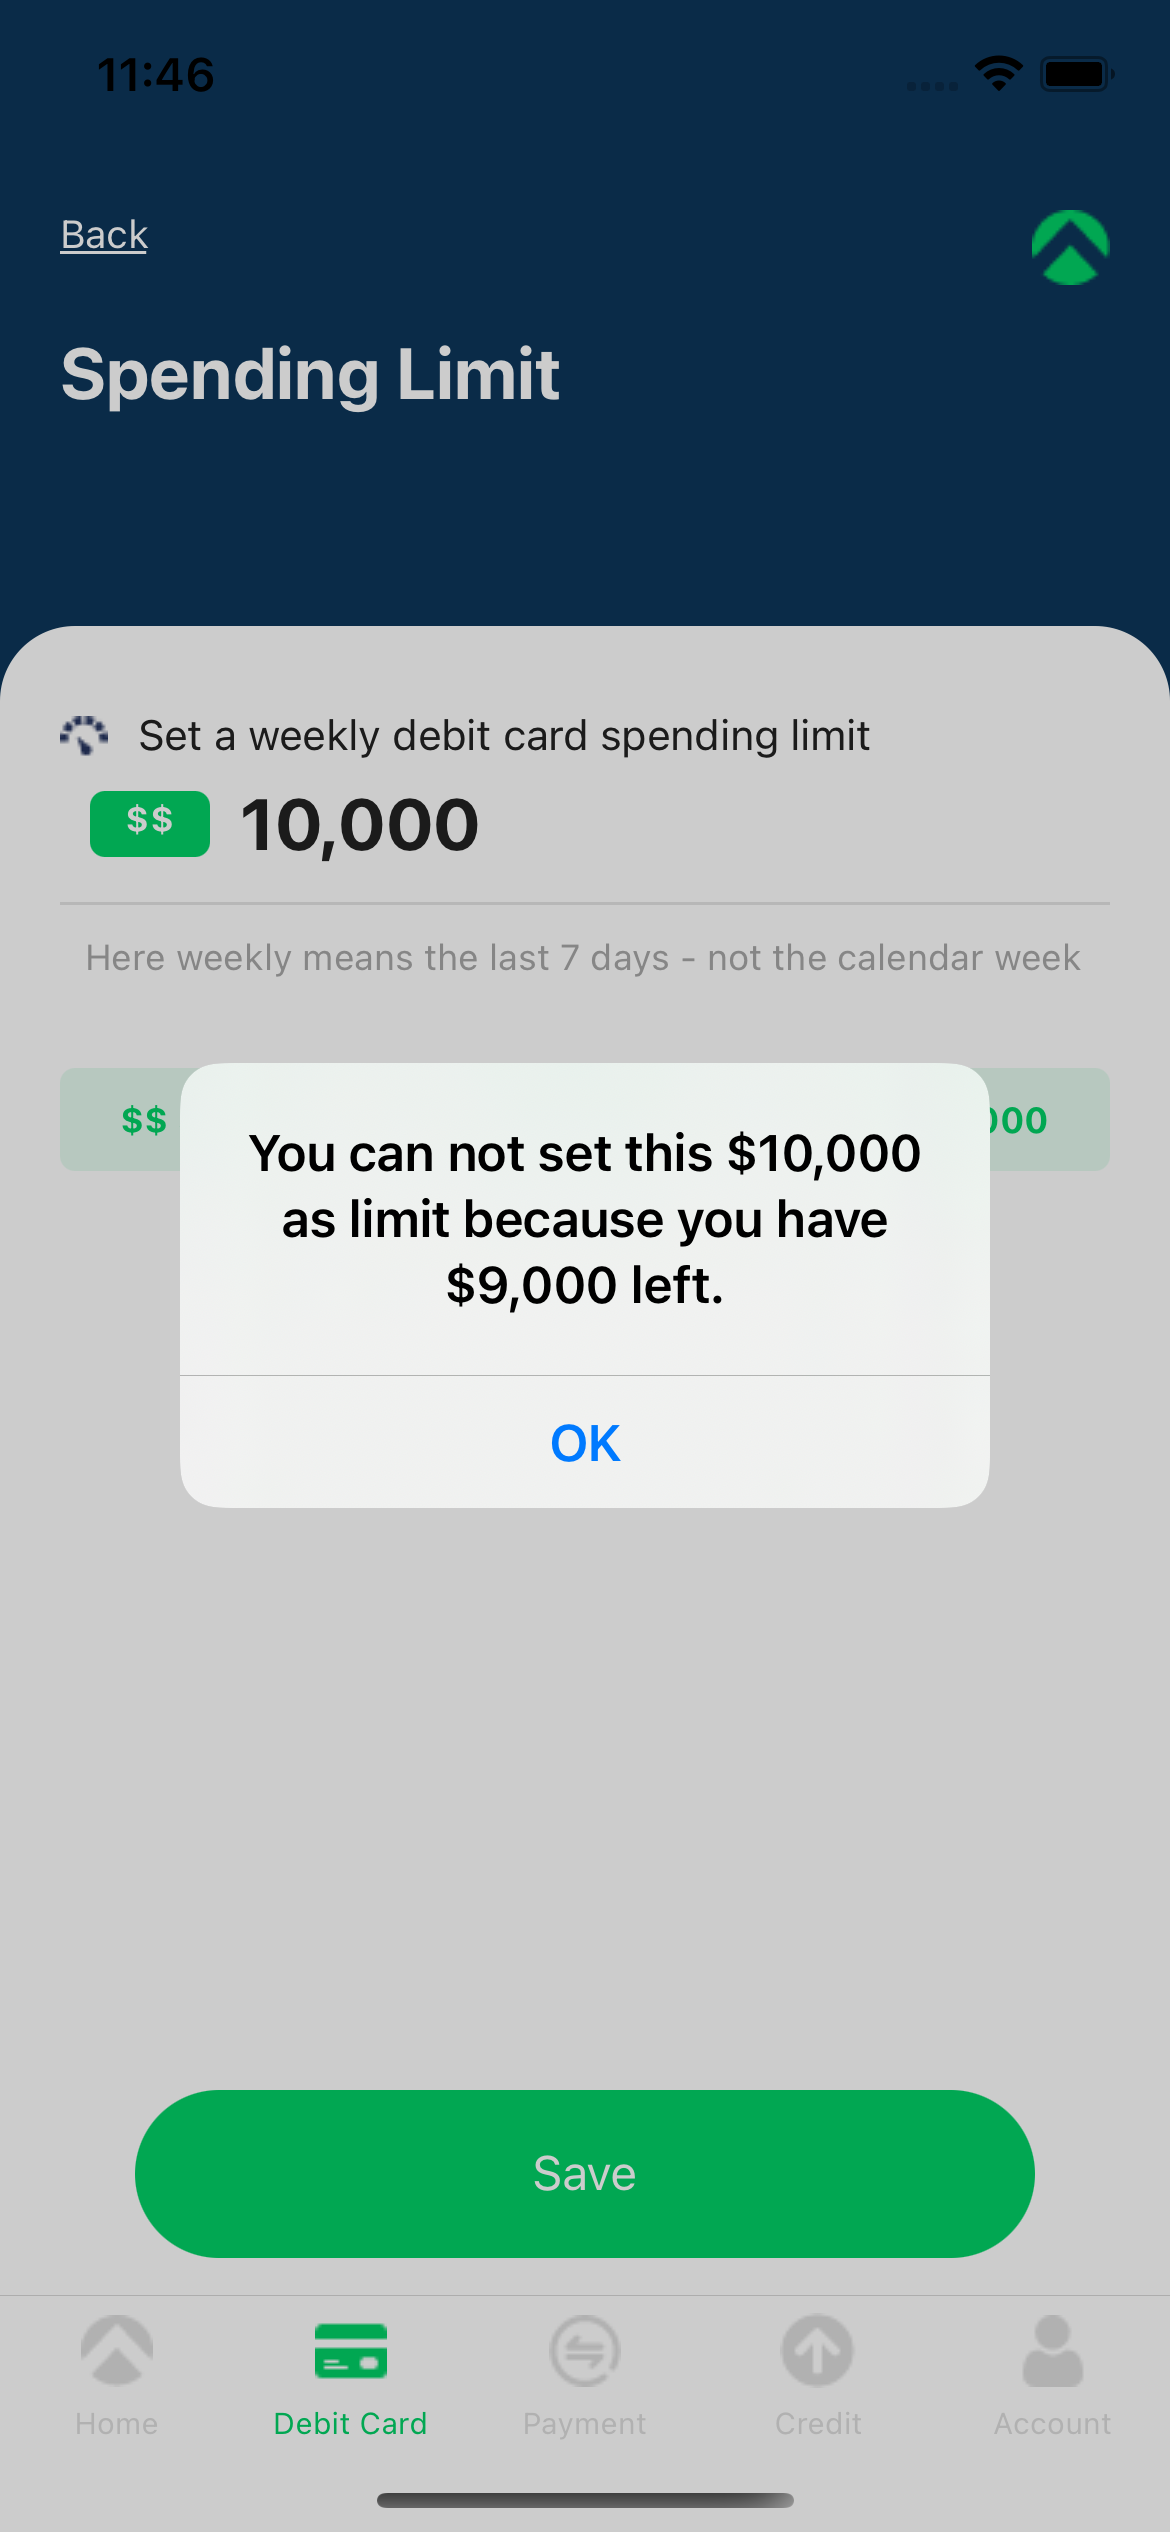 11:46
Back
Spending Limit
Set a weekly debit card spending limit
$$ 10,000
Here weekly means the last 7 days - not the calendar week
$$
000
You can not set this $10,000
as limit because you have
$9,000 left.
OK
Save
Home
Debit Card
Payment
Credit
Account